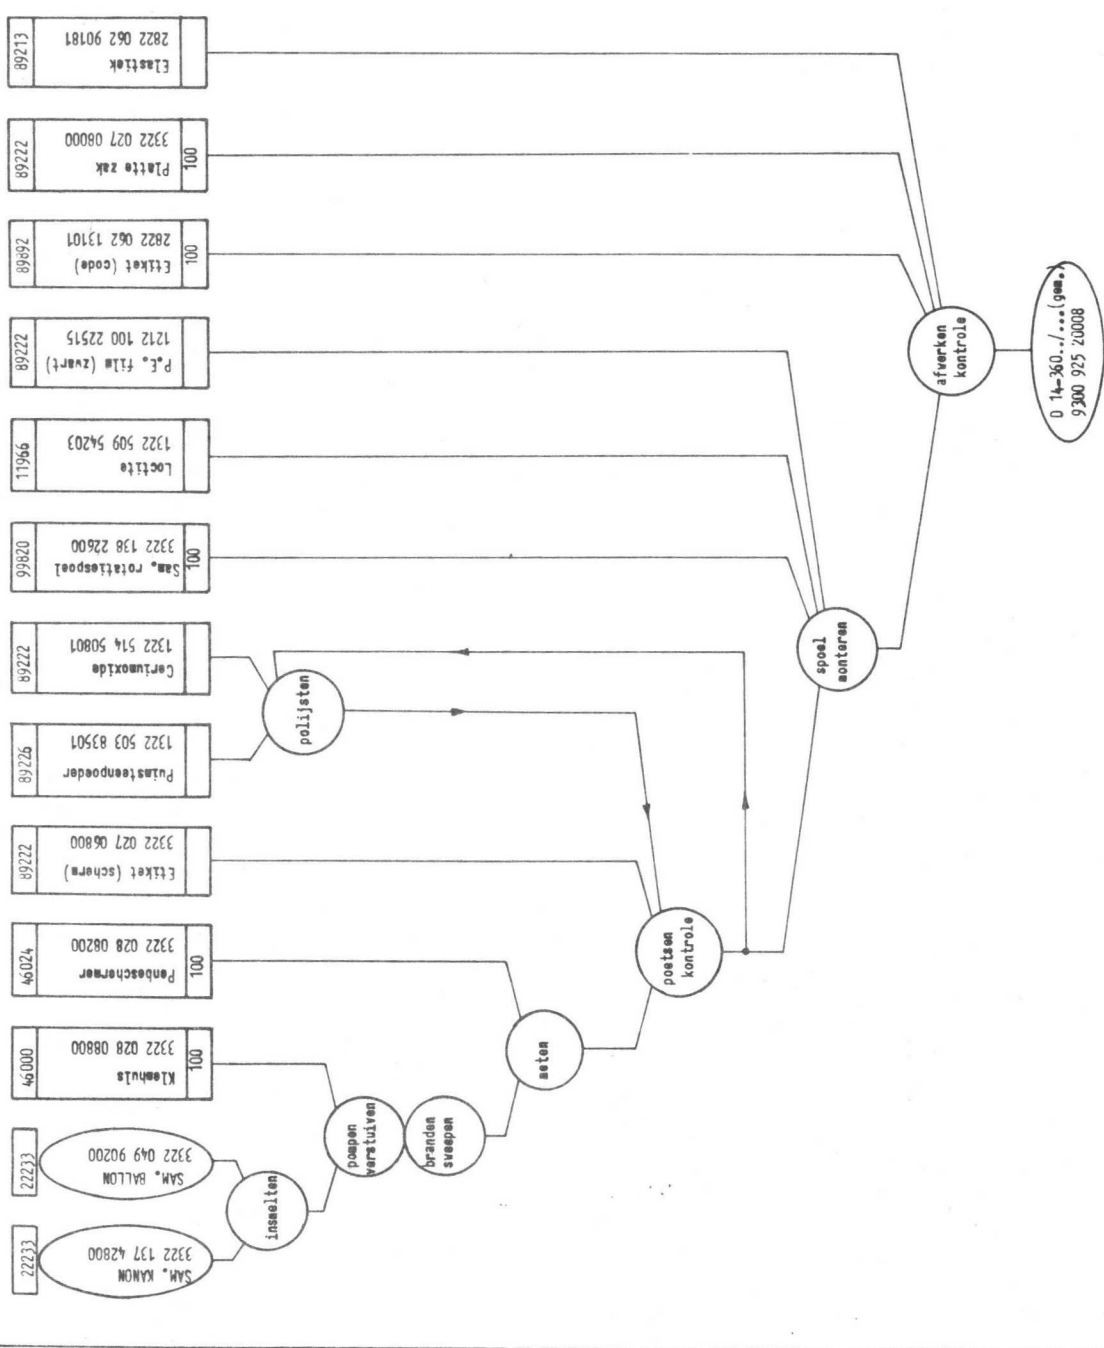 89213
Elastiek
2822 062 90181
89222
Platte zak
3322 027 08000
100
89892
Etiket (code)
2822 062 13101
100
89222
P.E. film (zwart)
1212 100 22515
11966
Loctite
1322 509 54203
99820
Sam. rotatiespoel
3322 138 22600
100
89222
Ceriumoxide
1322 514 50801
89226
Puimsteenpoeder
1322 503 83501
89222
Etiket (scherm)
3322 027 06800
46024
Penbeschermer
3322 028 08200
100
46000
Klemhuls
3322 028 08800
100
22233
SAM. BALLON
3322 049 90200
22233
SAM. KANON
3322 137 42800
insmelten
pompen
verstuiven
branden
sweepen
meten
poetsen
kontrole
polijsten
spoel
monteren
afwerken
kontrole
D 14-360../...(gem.)
9300 925 20008